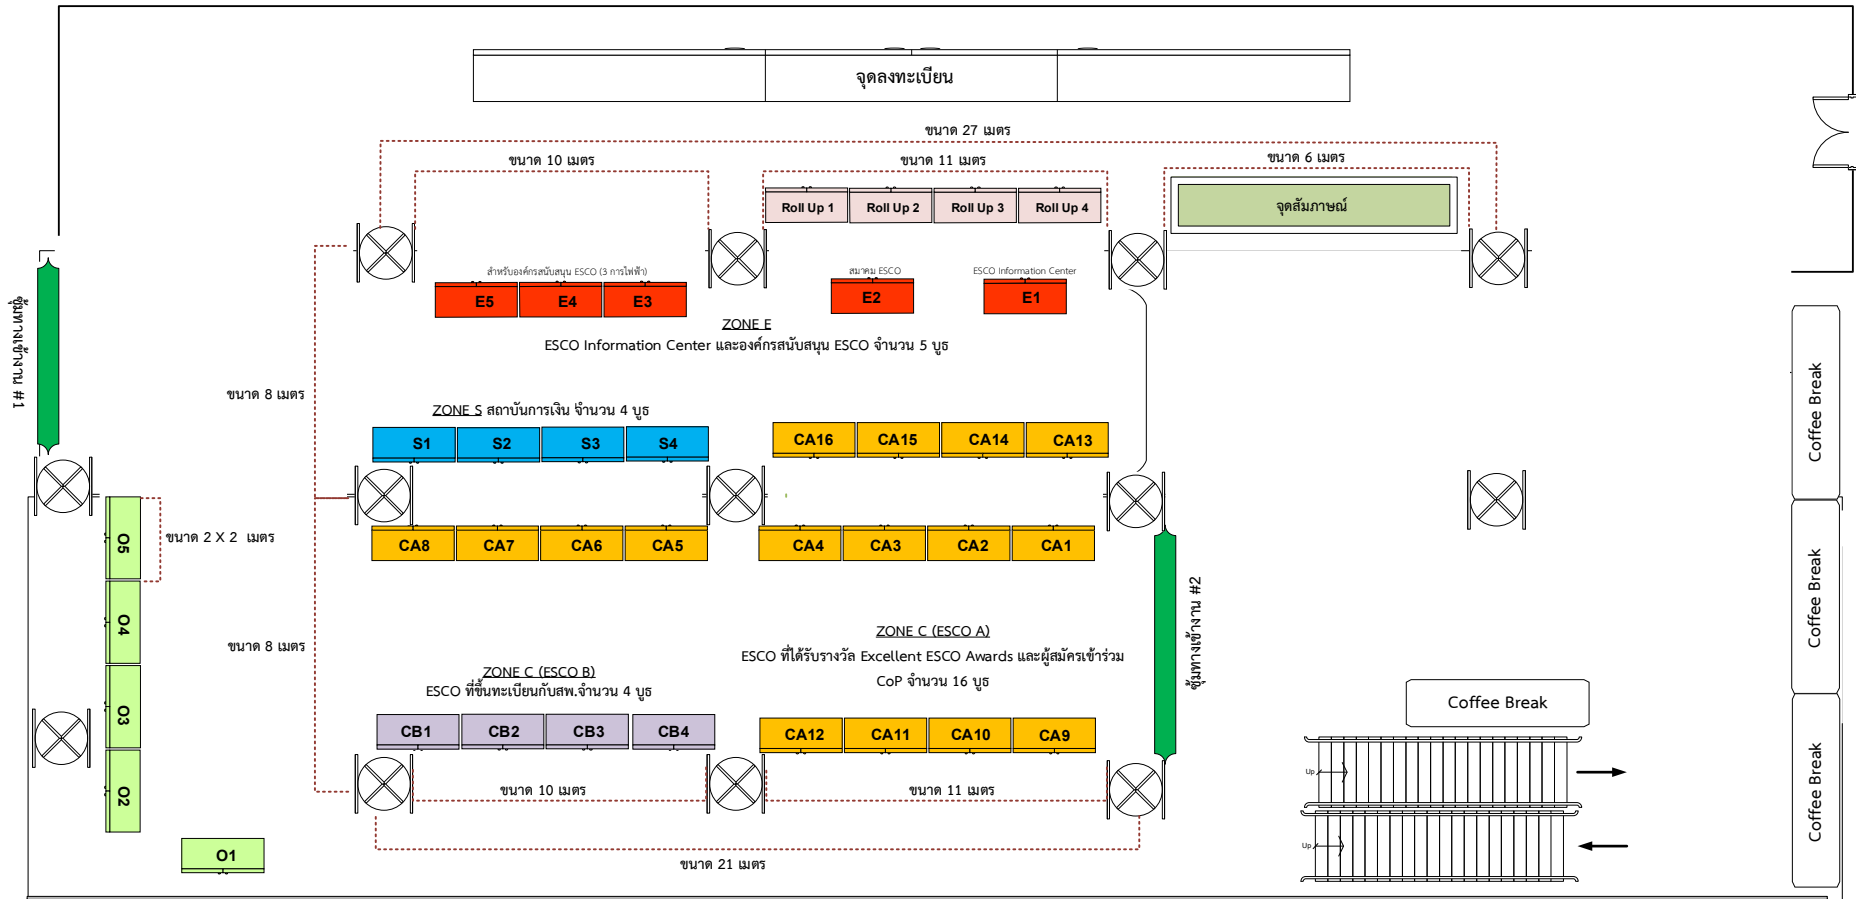 จุดลงทะเบียน
ขนาด 27 เมตร
ขนาด 10 เมตร
ขนาด 11 เมตร
ขนาด 6 เมตร
Roll Up 1
Roll Up 2
Roll Up 3
Roll Up 4
จุดสัมภาษณ์
สำหรับองค์กรสนับสนุน ESCO (3 การไฟฟ้า)
สมาคม ESCO
ESCO Information Center
E5
E4
E3
E2
E1
ZONE E
ESCO Information Center และองค์กรสนับสนุน ESCO จำนวน 5 บูธ
ซุ้มทางเข้างาน #1
ขนาด 8 เมตร
ZONE S สถาบันการเงิน จำนวน 4 บูธ
S1
S2
S3
S4
CA16
CA15
CA14
CA13
Coffee Break
O5
ขนาด 2 X 2 เมตร
CA8
CA7
CA6
CA5
CA4
CA3
CA2
CA1
Coffee Break
O4
ขนาด 8 เมตร
ซุ้มทางเข้างาน #2
ZONE C (ESCO A)
ESCO ที่ได้รับรางวัล Excellent ESCO Awards และผู้สมัครเข้าร่วม
CoP จำนวน 16 บูธ
ZONE C (ESCO B)
ESCO ที่ขึ้นทะเบียนกับสพ.จำนวน 4 บูธ
Coffee Break
O3
CB1
CB2
CB3
CB4
CA12
CA11
CA10
CA9
Up
Coffee Break
O2
ขนาด 10 เมตร
ขนาด 11 เมตร
Up
O1
ขนาด 21 เมตร